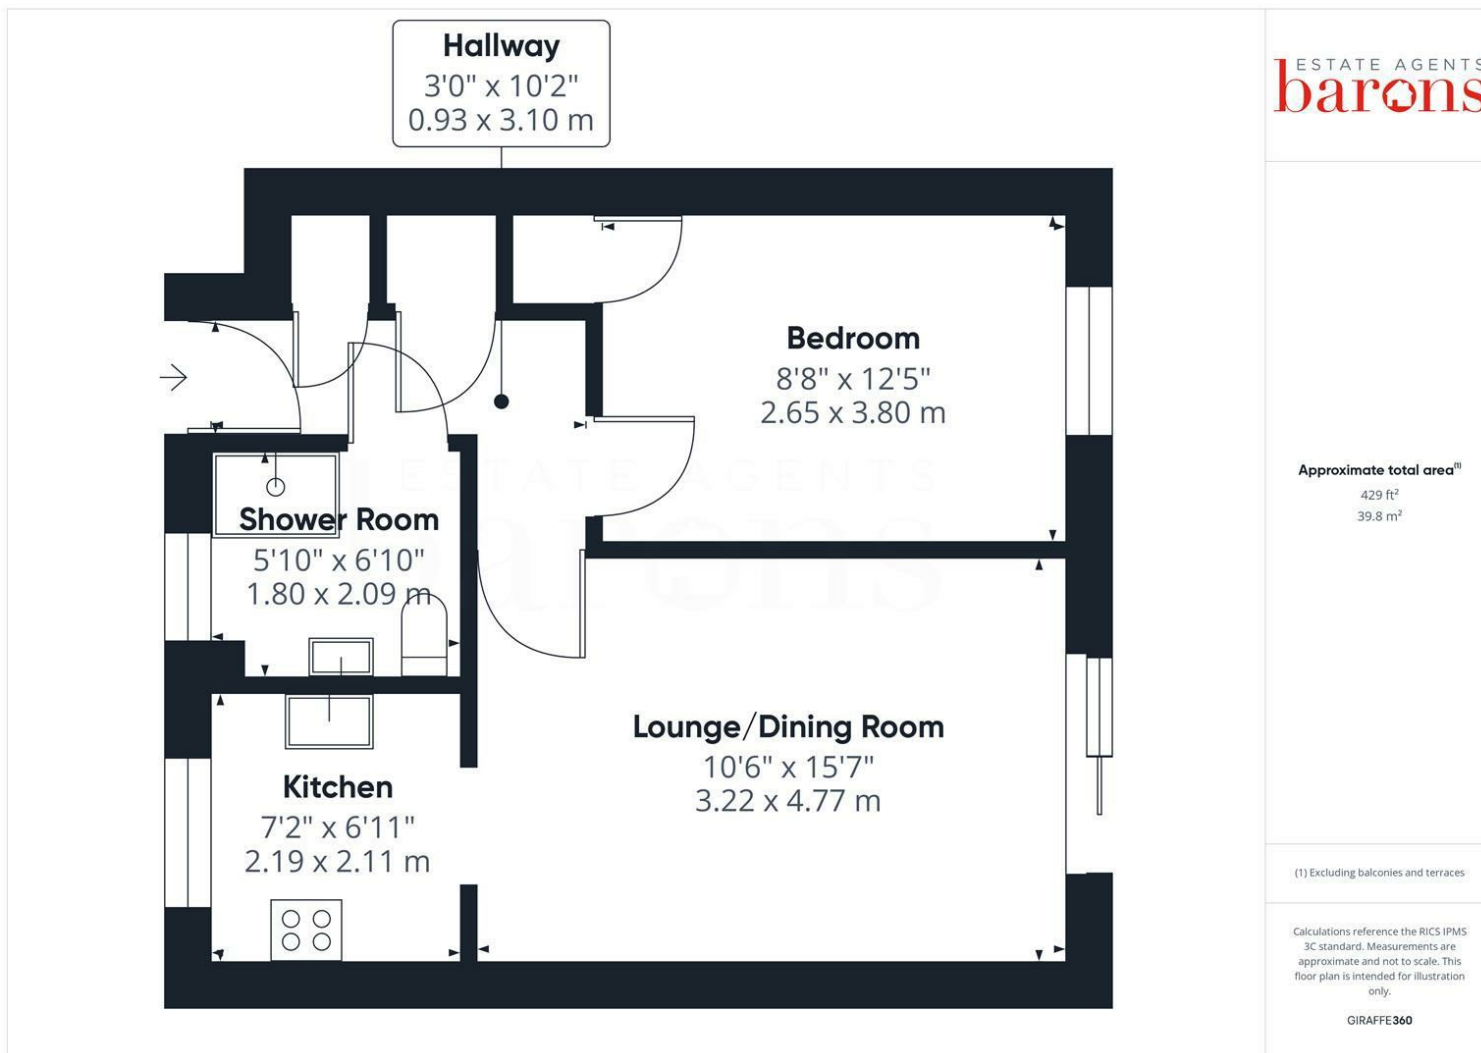 Hallway
3'0" x 10'2"
0.93 x 3.10 m
ESTATE AGENTS
barons
Bedroom
8'8" x 12'5"
2.65 x 3.80 m
ESTATE AGENTS
barons
Shower Room
5'10" x 6'10"
1.80 x 2.09 m
Approximate total area(1)
429 ft²
39.8 m²
Lounge/Dining Room
10'6" x 15'7"
3.22 x 4.77 m
Kitchen
7'2" x 6'11"
2.19 x 2.11 m
(1) Excluding balconies and terraces
Calculations reference the RICS IPMS
3C standard. Measurements are
approximate and not to scale. This
floor plan is intended for illustration
only.
GIRAFFE360